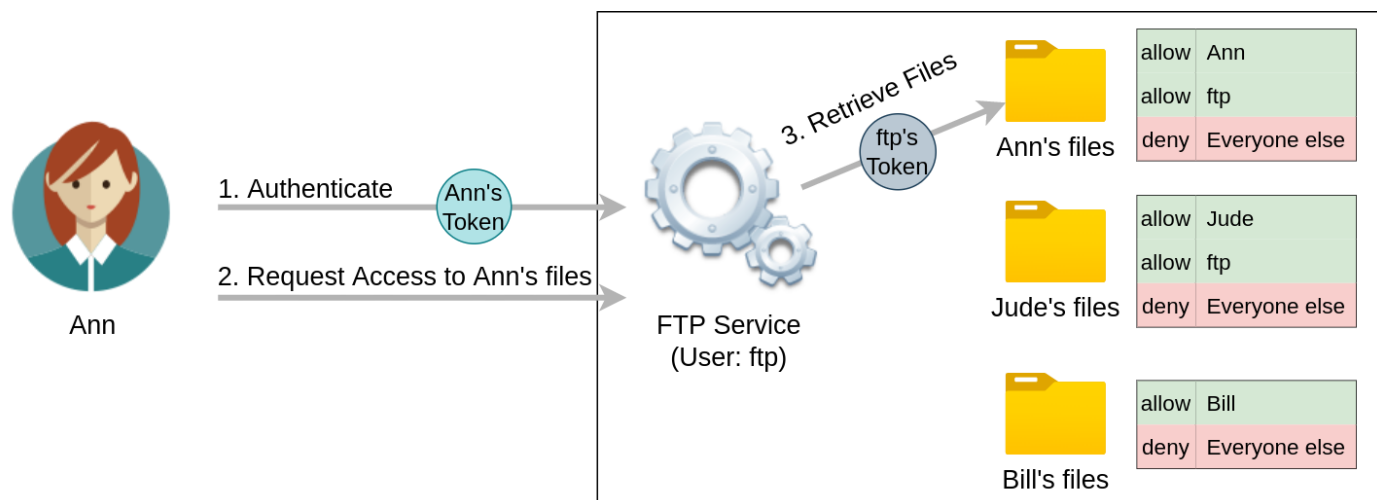 1. Authenticate
Ann's
Token
2. Request Access to Ann's files
Ann
FTP Service
(User: ftp)
3. Retrieve Files
ftp's
Token
Ann's files
allow Ann
allow ftp
deny Everyone else
Jude's files
allow Jude
allow ftp
deny Everyone else
Bill's files
allow Bill
deny Everyone else